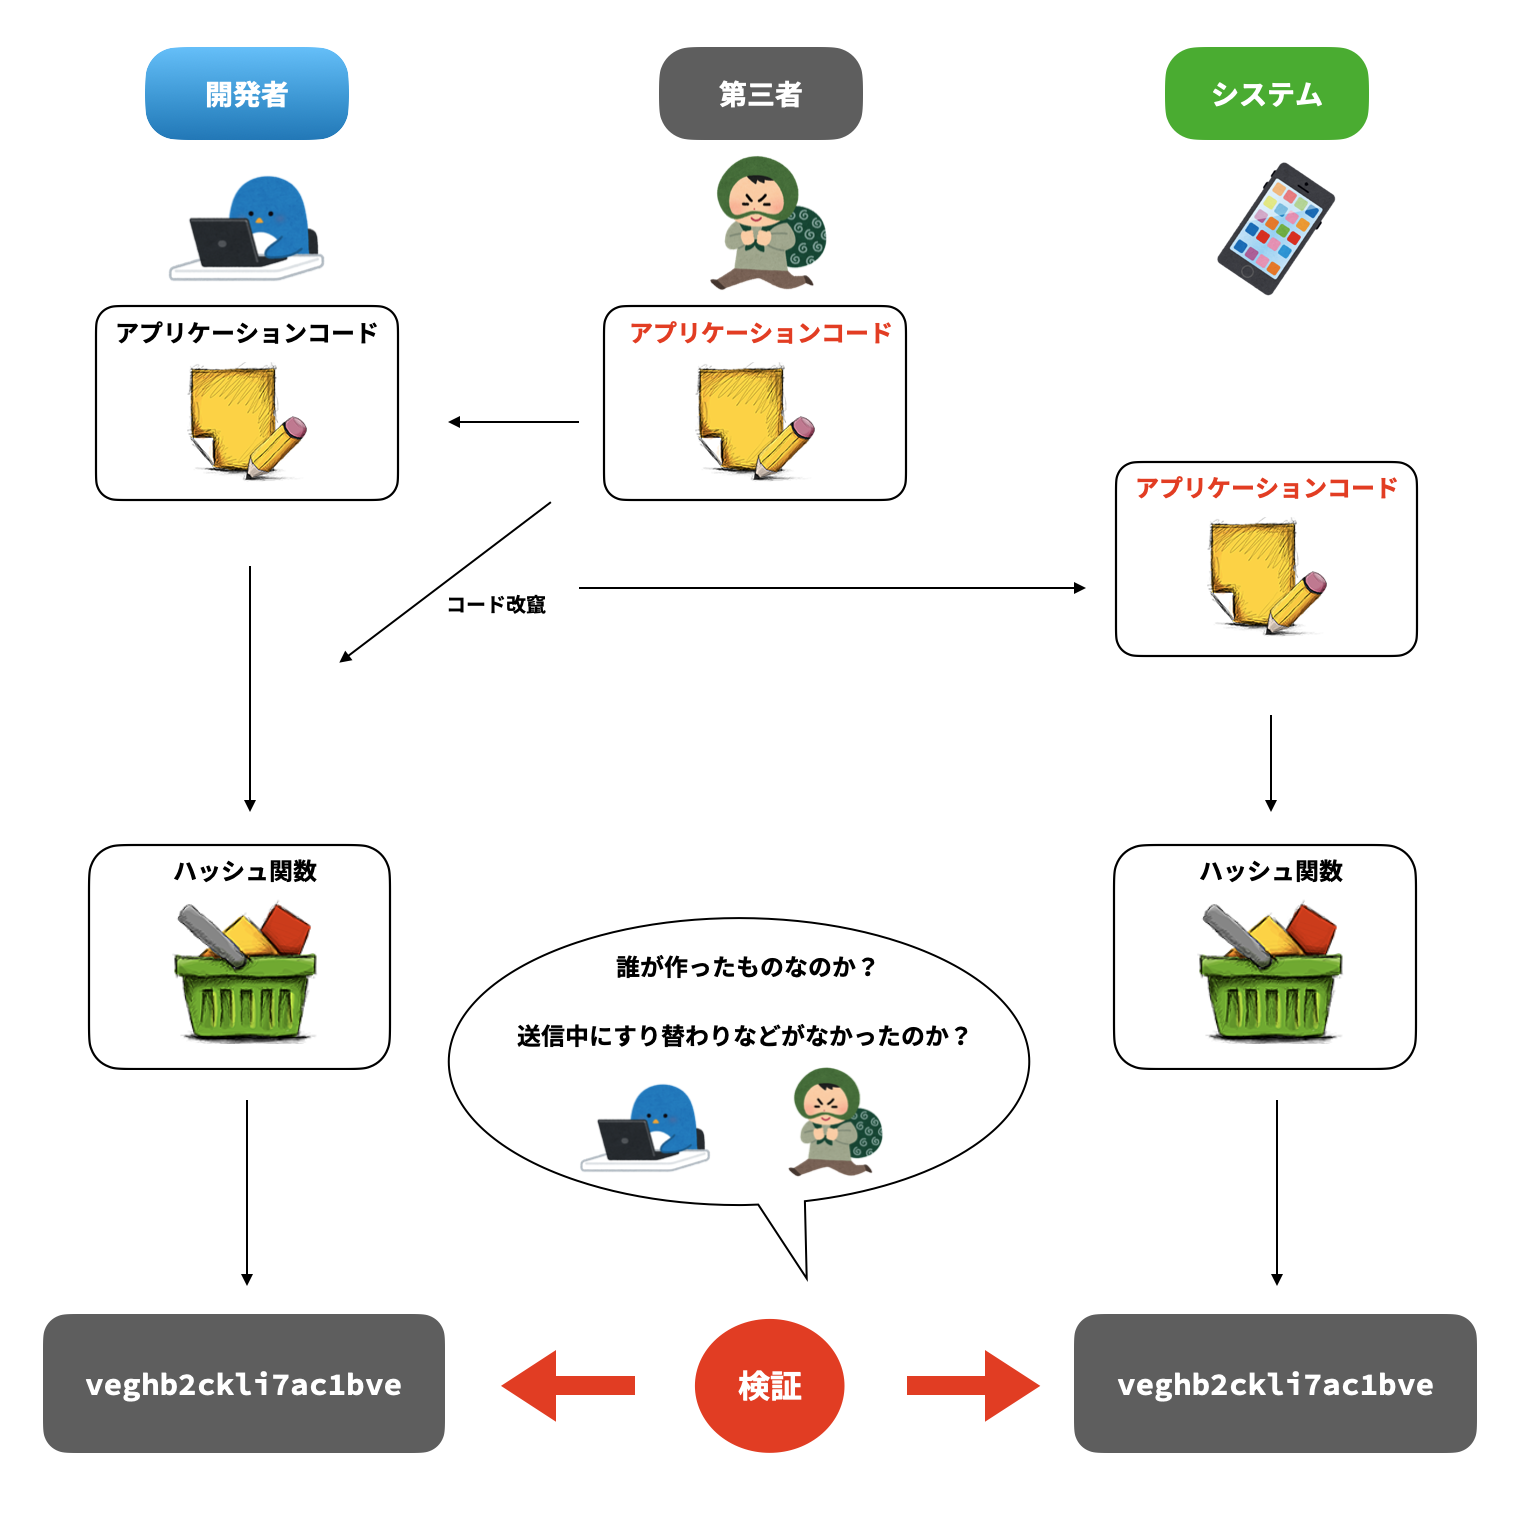 開発者
第三者
システム
アプリケーションコード
アプリケーションコード
アプリケーションコード
コード改竄
ハッシュ関数
ハッシュ関数
誰が作ったものなのか？
送信中にすり替わりなどがなかったのか？
veghb2ckli7ac1bve
検証
veghb2ckli7ac1bve